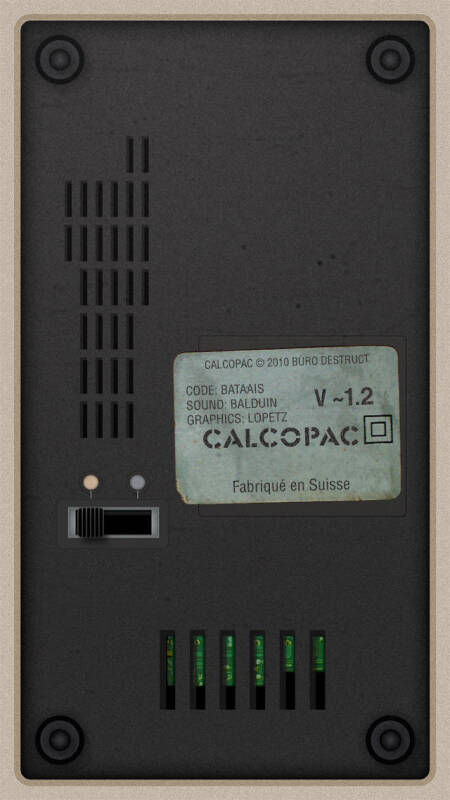 CALCOPAC © 2010 BÜRO DESTRUCT
CODE: BATAAIS
SOUND: BALDUIN
V ~1.2
GRAPHICS: LOPETZ
CALCOPAC
Fabriqué en Suisse